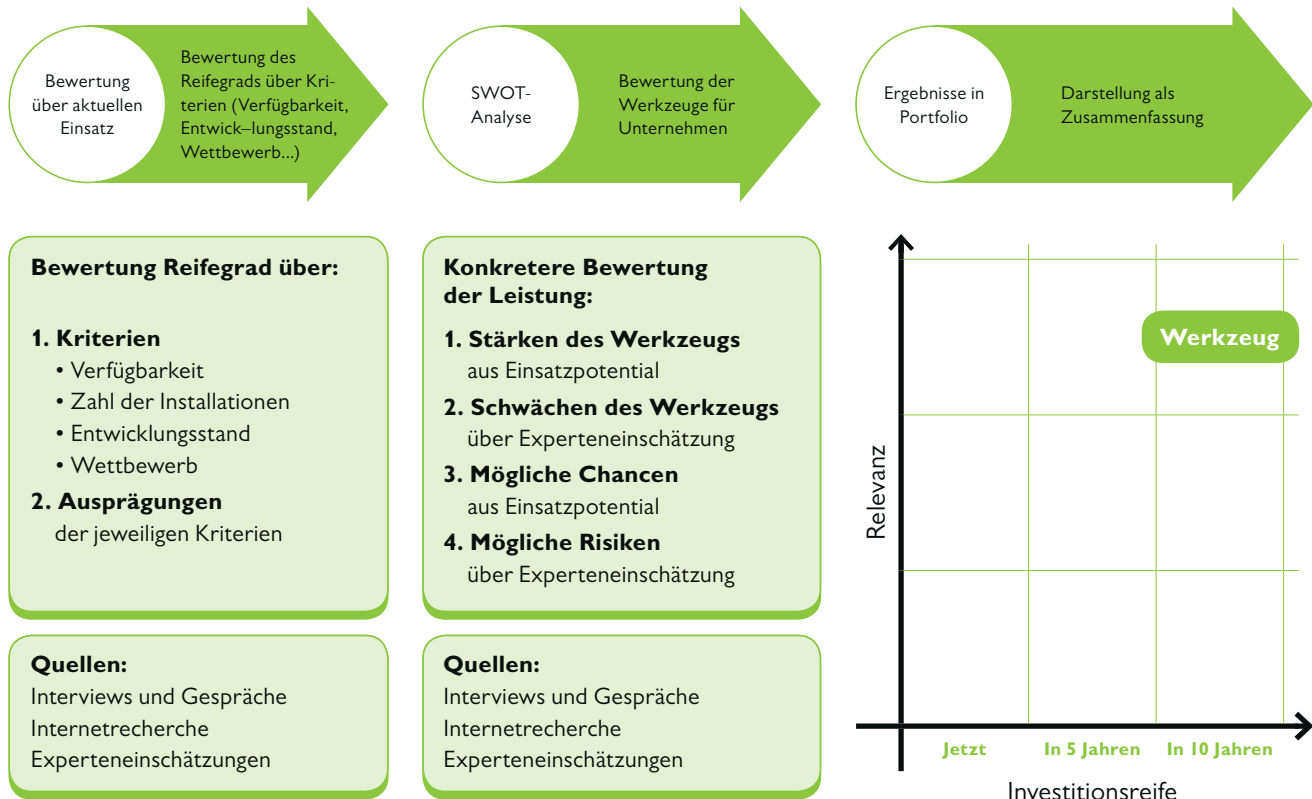 Bewertung
über aktuellen
Einsatz
Bewertung des
Reifegrads über Kri-
terien (Verfügbarkeit,
Entwick–lungsstand,
Wettbewerb...)
SWOT-
Analyse
Bewertung der
Werkzeuge für
Unternehmen
Ergebnisse in
Portfolio
Darstellung als
Zusammenfassung
Bewertung Reifegrad über:
1. Kriterien
• Verfügbarkeit
• Zahl der Installationen
• Entwicklungsstand
• Wettbewerb
2. Ausprägungen
der jeweiligen Kriterien
Quellen:
Interviews und Gespräche
Internetrecherche
Experteneinschätzungen
Konkretere Bewertung
der Leistung:
1. Stärken des Werkzeugs
aus Einsatzpotential
2. Schwächen des Werkzeugs
über Experteneinschätzung
3. Mögliche Chancen
aus Einsatzpotential
4. Mögliche Risiken
über Experteneinschätzung
Quellen:
Interviews und Gespräche
Internetrecherche
Experteneinschätzungen
Werkzeug
Relevanz
Jetzt
In 5 Jahren
In 10 Jahren
Investitionsreife